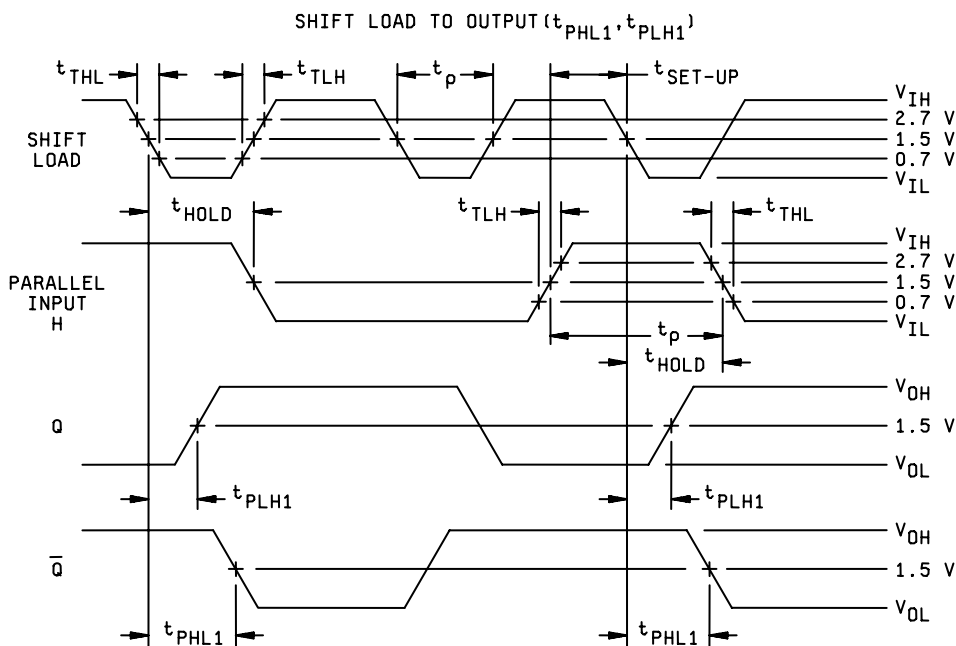 SHIFT LOAD TO OUTPUT(tPHL1,tPLH1)
tTHL tTLH tp tSET-UP
VIH
2.7 V
SHIFT LOAD
1.5 V
0.7 V
VIL
tHOLD tTLH tTHL
VIH
2.7 V
PARALLEL INPUT H
1.5 V
0.7 V
VIL
tp
tHOLD
VOH
Q 1.5 V
VOL
tPLH1 tPLH1
VOH
Q̅ 1.5 V
VOL
tPHL1 tPHL1